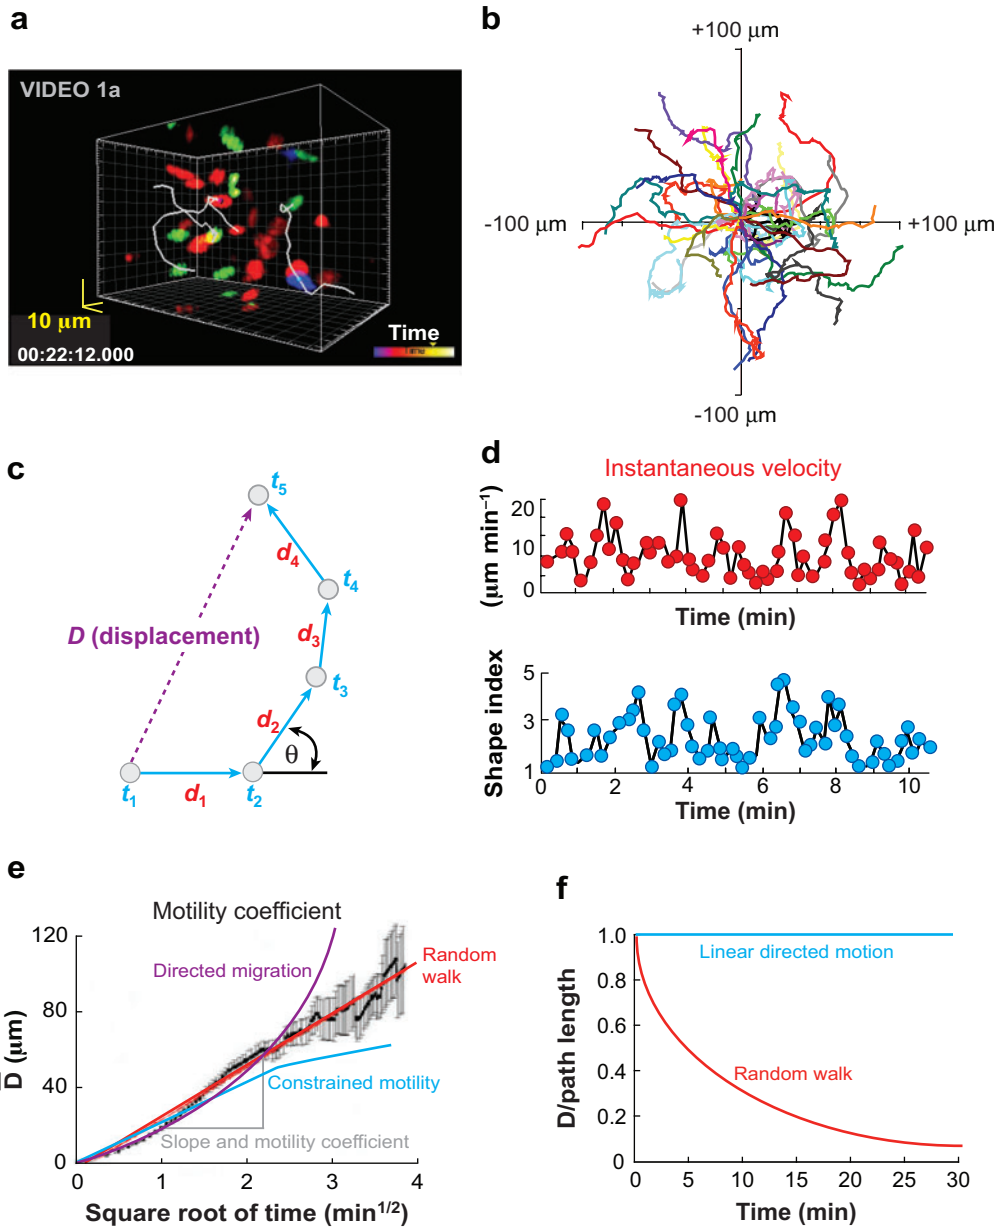 a
VIDEO 1a
10 μm
00:22:12.000
Time
b
+100 μm
-100 μm
+100 μm
-100 μm
c
t5
d4
t4
D (displacement)
d3
t3
d2
θ
t1
d1
t2
d
Instantaneous velocity
(μm min−1)
20
10
0
Time (min)
Shape index
5
3
1
0 2 4 6 8 10
Time (min)
e
Motility coefficient
D (μm)
120
80
40
0
Directed migration
Random
walk
Constrained motility
Slope and motility coefficient
0 1 2 3 4
Square root of time (min1/2)
f
D/path length
1.0
0.8
0.6
0.4
0.2
0
Linear directed motion
Random walk
0 5 10 15 20 25 30
Time (min)